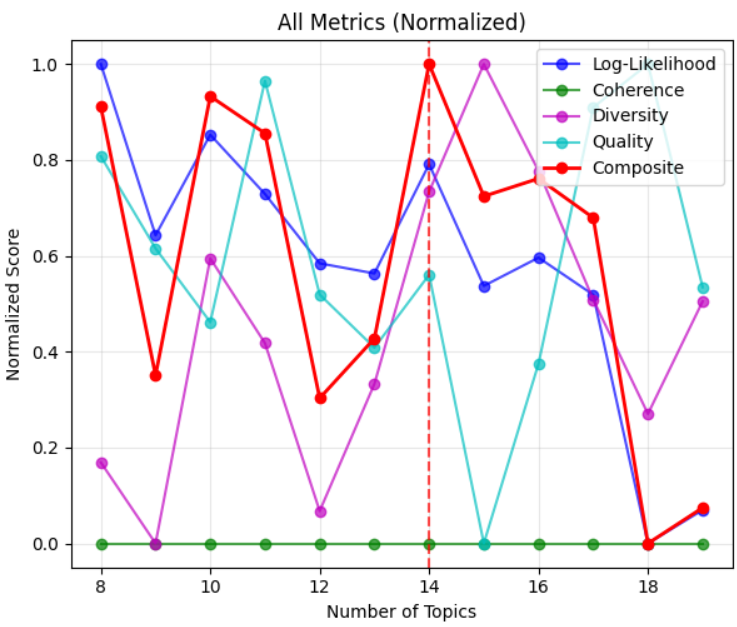 All Metrics (Normalized)
1.0
0.8
0.6
0.4
0.2
0.0
Normalized Score
Log-Likelihood
Coherence
Diversity
Quality
Composite
8
10
12
14
16
18
Number of Topics